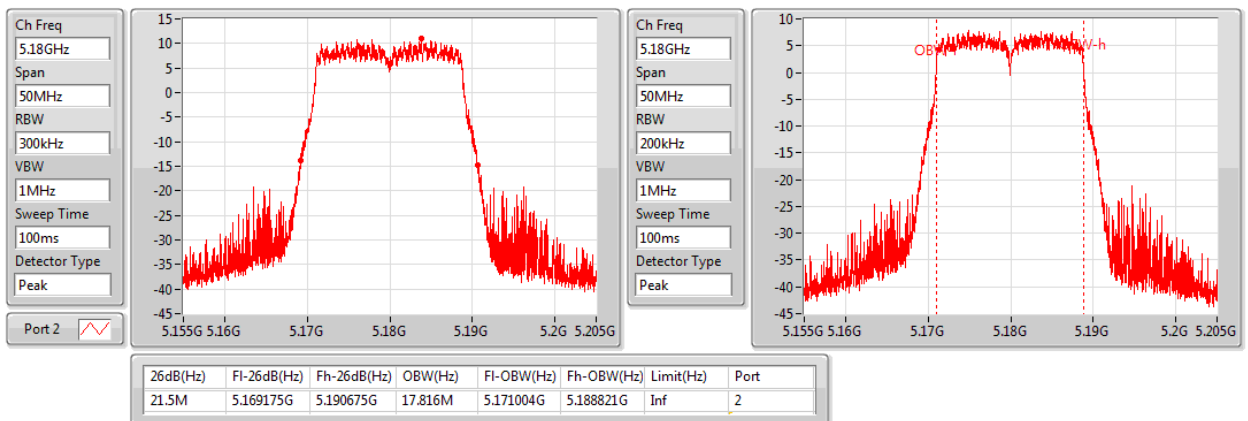 Ch Freq
5.18GHz
Span
50MHz
RBW
300kHz
VBW
1MHz
Sweep Time
100ms
Detector Type
Peak
Port 2
15
10
5
0
-5
-10
-15
-20
-25
-30
-35
-40
-45
5.155G 5.16G 5.17G 5.18G 5.19G 5.2G 5.205G
Ch Freq
5.18GHz
Span
50MHz
RBW
200kHz
VBW
1MHz
Sweep Time
100ms
Detector Type
Peak
10
5
0
-5
-10
-15
-20
-25
-30
-35
-40
-45
5.155G 5.16G 5.17G 5.18G 5.19G 5.2G 5.205G
26dB(Hz) Fl-26dB(Hz) Fh-26dB(Hz) OBW(Hz) Fl-OBW(Hz) Fh-OBW(Hz) Limit(Hz) Port
21.5M 5.169175G 5.190675G 17.816M 5.171004G 5.188821G Inf 2